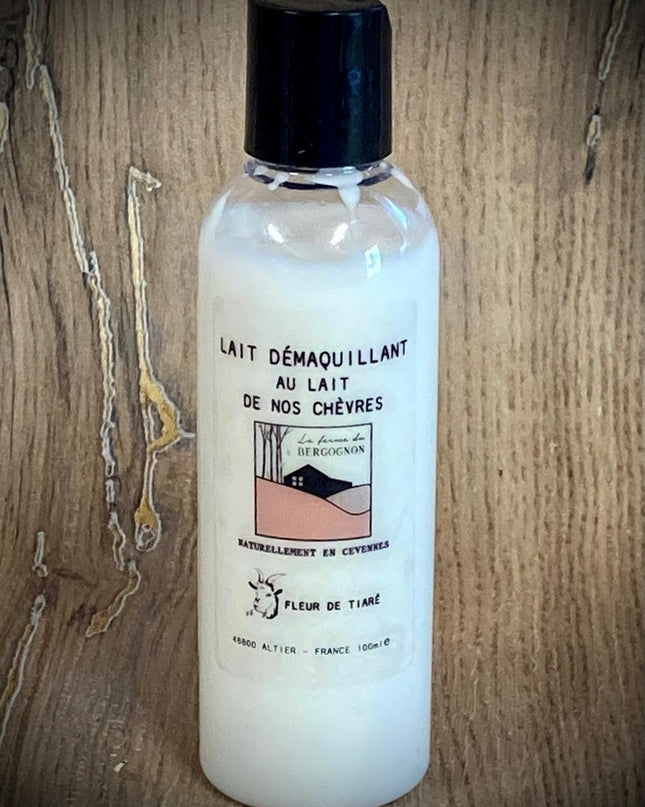 LAIT DÉMAQUILLANT
AU LAIT
DE NOS CHÈVRES
La ferme du
BERGOGNON
NATURELLEMENT EN CEVENNES
FLEUR DE TIARÉ
48800 ALTIER - FRANCE 100ml e